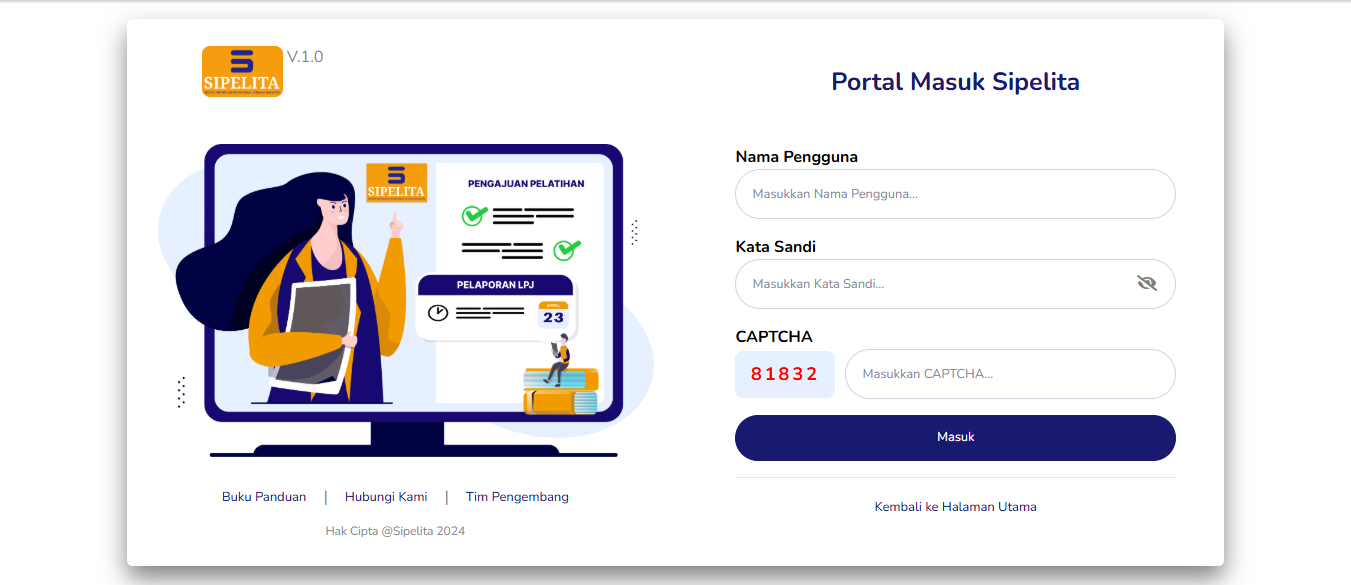 SIPELITA
V.1.0
SIPELITA
PENGAJUAN PELATIHAN
PELAPORAN LPJ
APRIL
23
Buku Panduan | Hubungi Kami | Tim Pengembang
Hak Cipta @Sipelita 2024
Portal Masuk Sipelita
Nama Pengguna
Masukkan Nama Pengguna...
Kata Sandi
Masukkan Kata Sandi...
CAPTCHA
81832
Masukkan CAPTCHA...
Masuk
Kembali ke Halaman Utama